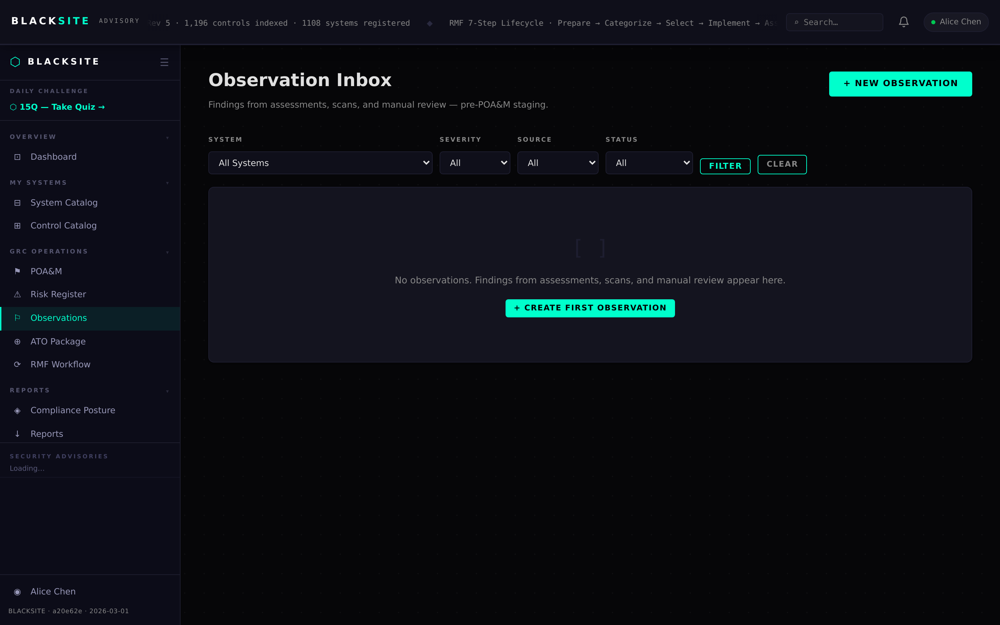 BLACKSITE ADVISORY
Rev 5 · 1,196 controls indexed · 1108 systems registered ◆ RMF 7-Step Lifecycle · Prepare → Categorize → Select → Implement →
Search…
Alice Chen
BLACKSITE
DAILY CHALLENGE
15Q — Take Quiz →
OVERVIEW
Dashboard
MY SYSTEMS
System Catalog
Control Catalog
GRC OPERATIONS
POA&M
Risk Register
Observations
ATO Package
RMF Workflow
REPORTS
Compliance Posture
Reports
SECURITY ADVISORIES
Loading…
Alice Chen
BLACKSITE · a20e62e · 2026-03-01
Observation Inbox
+ NEW OBSERVATION
Findings from assessments, scans, and manual review — pre-POA&M staging.
SYSTEM SEVERITY SOURCE STATUS
All Systems All All All FILTER CLEAR
[ ]
No observations. Findings from assessments, scans, and manual review appear here.
+ CREATE FIRST OBSERVATION